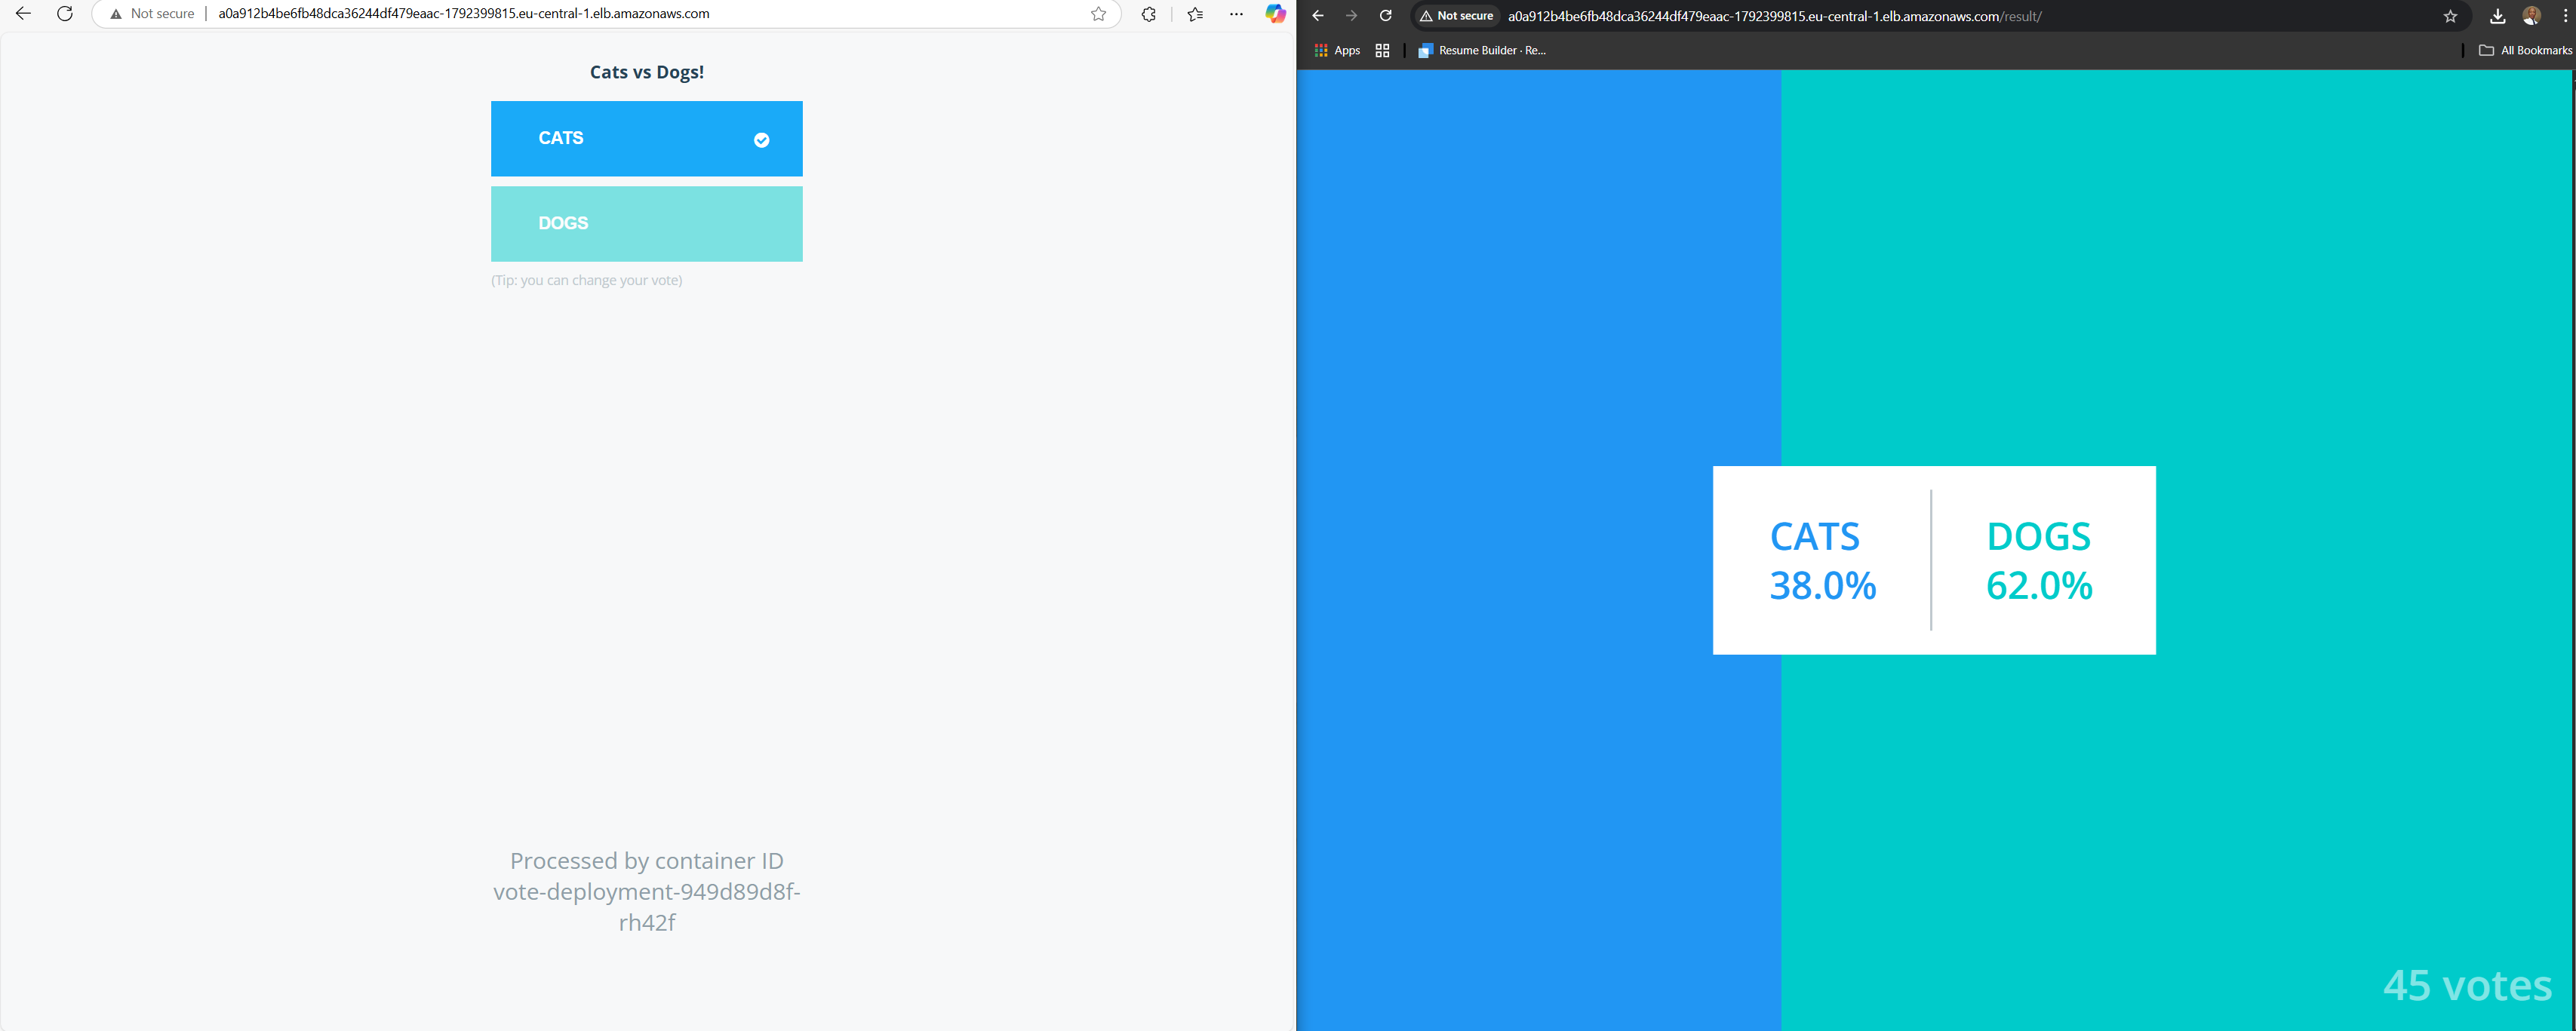 Not secure
a0a912b4be6fb48dca36244df479eaac-1792399815.eu-central-1.elb.amazonaws.com
Cats vs Dogs!
CATS
DOGS
(Tip: you can change your vote)
Processed by container ID
vote-deployment-949d89d8f-
rh42f
Not secure
a0a912b4be6fb48dca36244df479eaac-1792399815.eu-central-1.elb.amazonaws.com/result/
Apps
Resume Builder · Re...
All Bookmarks
CATS
38.0%
DOGS
62.0%
45 votes